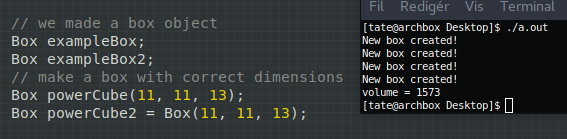 // we made a box object
Box exampleBox;
Box exampleBox2;
// make a box with correct dimensions
Box powerCube(11, 11, 13);
Box powerCube2 = Box(11, 11, 13);
Fil Redigér Vis Terminal
[tate@archbox Desktop]$ ./a.out
New box created!
New box created!
New box created!
New box created!
volume = 1573
[tate@archbox Desktop]$